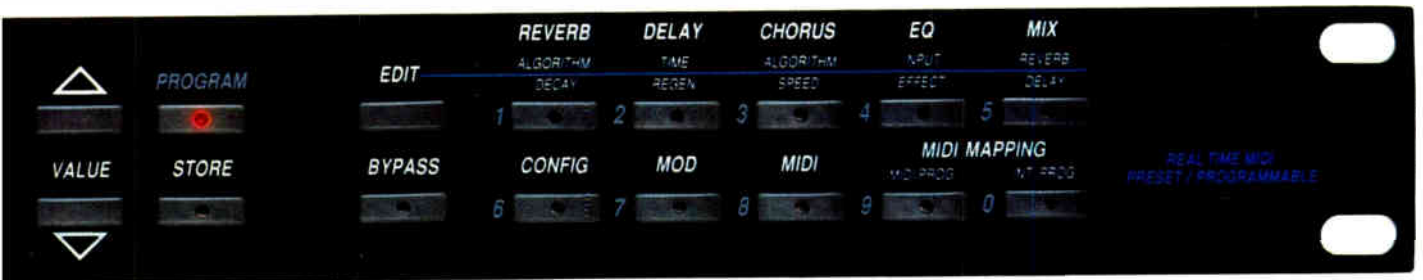 REVERB DELAY CHORUS EQ MIX
ALGORITHM TIME ALGORITHM INPUT REVERB
PROGRAM EDIT
DECAY REGEN SPEED EFFECT DELAY
1 2 3 4 5
VALUE STORE BYPASS CONFIG MOD MIDI MIDI MAPPING
MIDI PROG INT PROG
REAL TIME MIDI
PRESET / PROGRAMMABLE
6 7 8 9 0